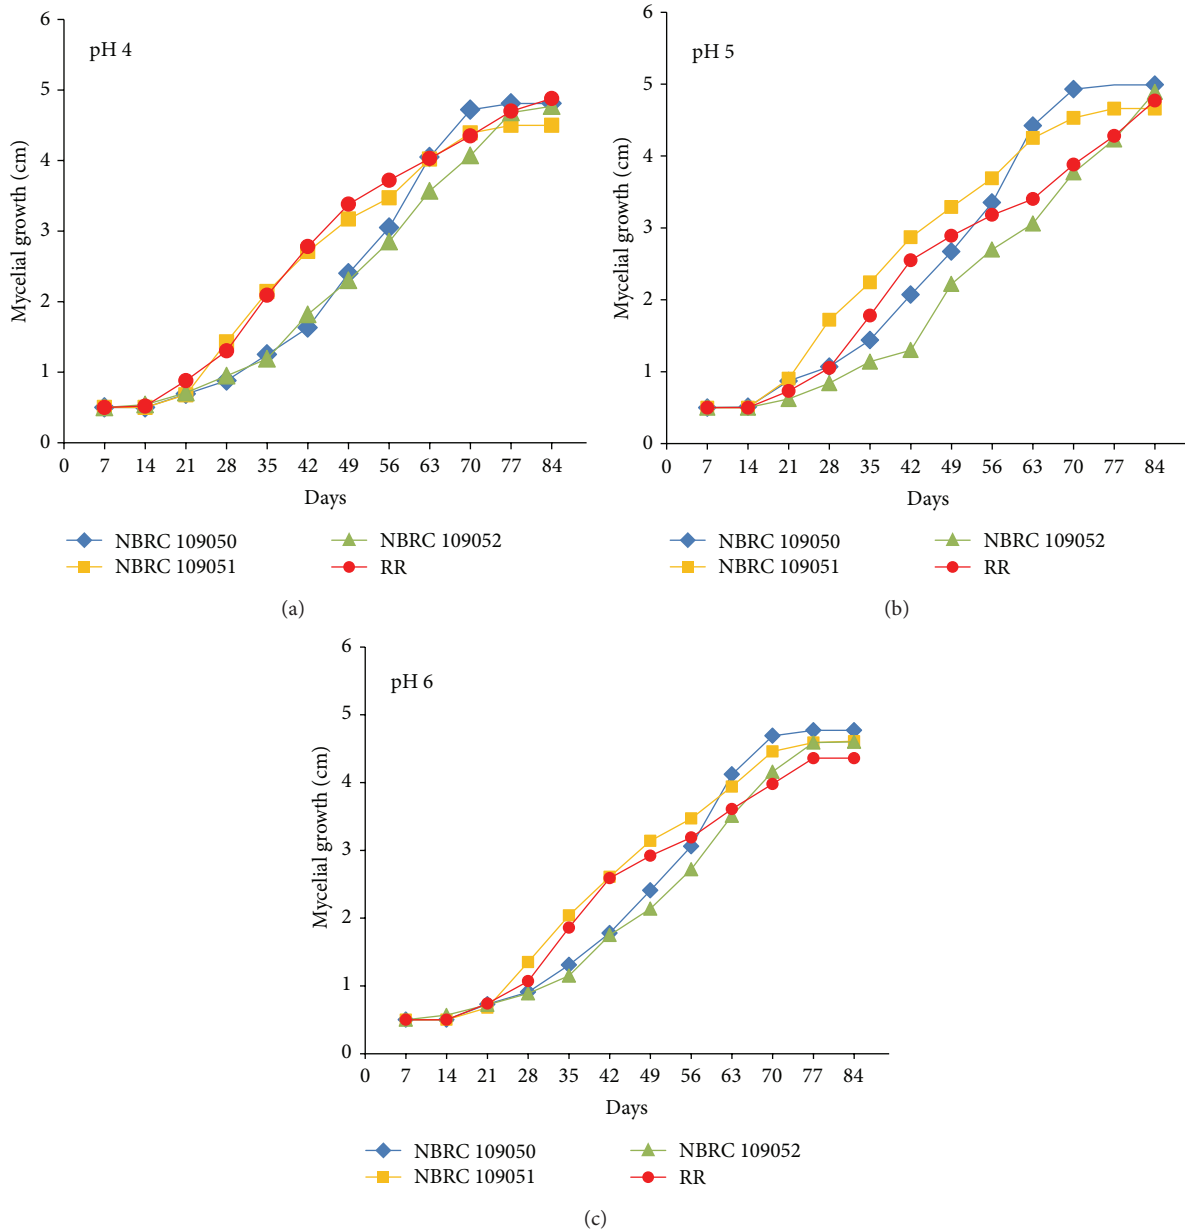 6
5
4
3
2
1
0
Mycelial growth (cm)
pH 4
0 7 14 21 28 35 42 49 56 63 70 77 84
Days
NBRC 109050 NBRC 109052
NBRC 109051 RR
(a)
6
5
4
3
2
1
0
Mycelial growth (cm)
pH 5
0 7 14 21 28 35 42 49 56 63 70 77 84
Days
NBRC 109050 NBRC 109052
NBRC 109051 RR
(b)
6
5
4
3
2
1
0
Mycelial growth (cm)
pH 6
0 7 14 21 28 35 42 49 56 63 70 77 84
Days
NBRC 109050 NBRC 109052
NBRC 109051 RR
(c)